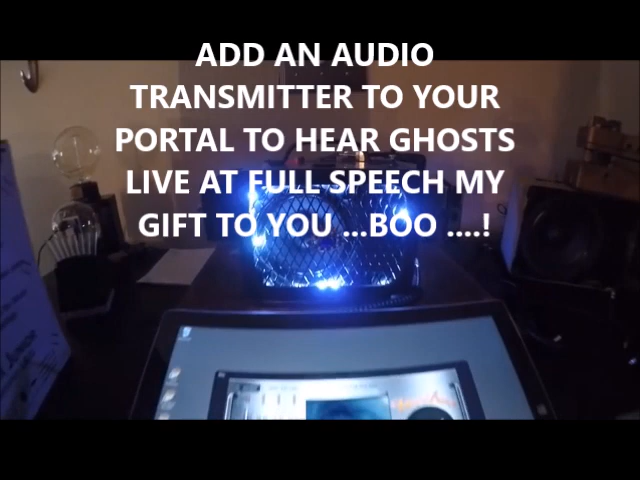 ADD AN AUDIO
TRANSMITTER TO YOUR
PORTAL TO HEAR GHOSTS
LIVE AT FULL SPEECH MY
GIFT TO YOU ...BOO ....!